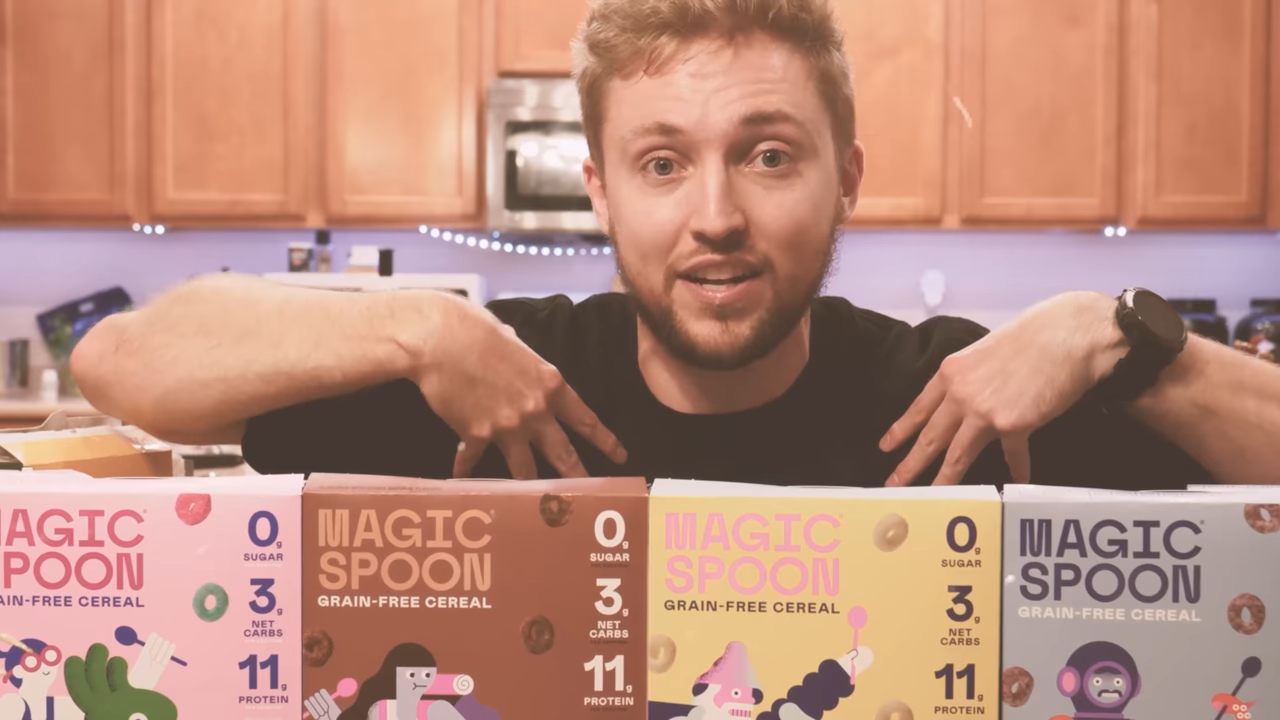 MAGIC
SPOON
GRAIN-FREE CEREAL
0g
SUGAR
3g
NET
CARBS
11g
PROTEIN
MAGIC
SPOON
GRAIN-FREE CEREAL
0g
SUGAR
3g
NET
CARBS
11g
PROTEIN
MAGIC
SPOON
GRAIN-FREE CEREAL
0g
SUGAR
3g
NET
CARBS
11g
PROTEIN
MAGIC
SPOON
GRAIN-FREE CEREAL